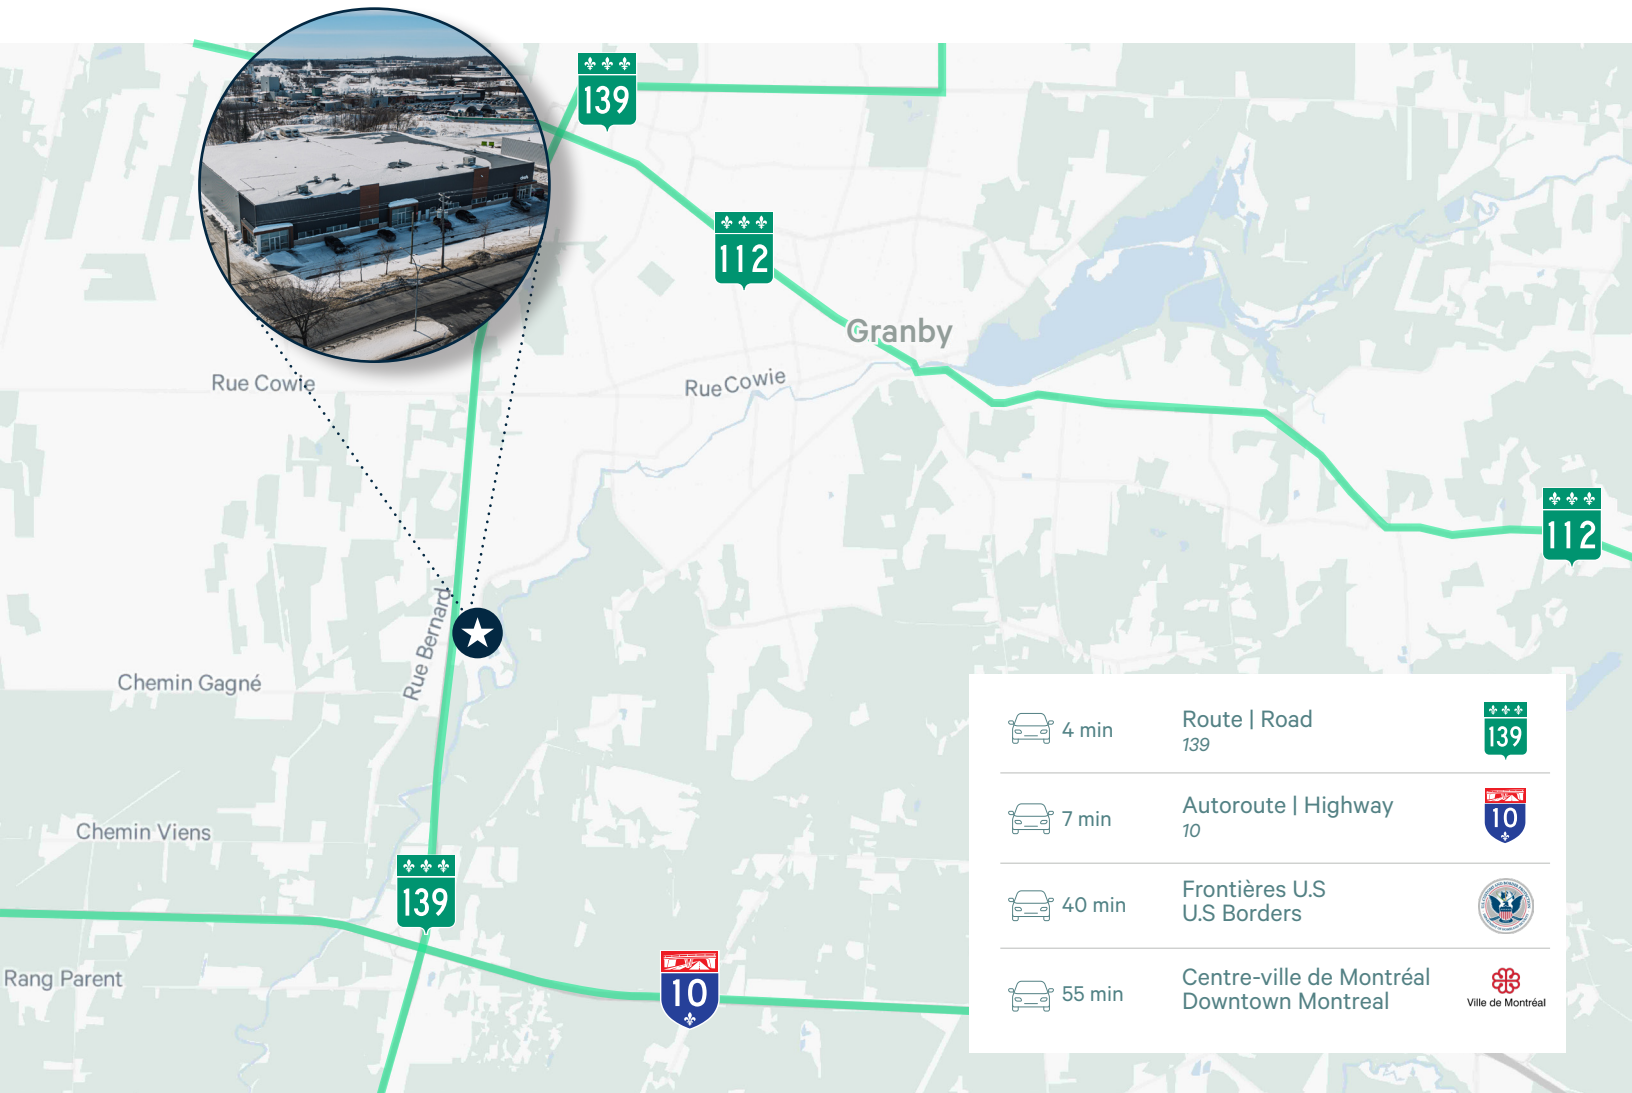 139
112
Granby
Rue Cowie
Rue Cowie
112
Rue Bernard
Chemin Gagné
Chemin Viens
139
Rang Parent
10
4 min
Route | Road
139
139
7 min
Autoroute | Highway
10
10
40 min
Frontières U.S
U.S Borders
55 min
Centre-ville de Montréal
Downtown Montreal
Ville de Montréal